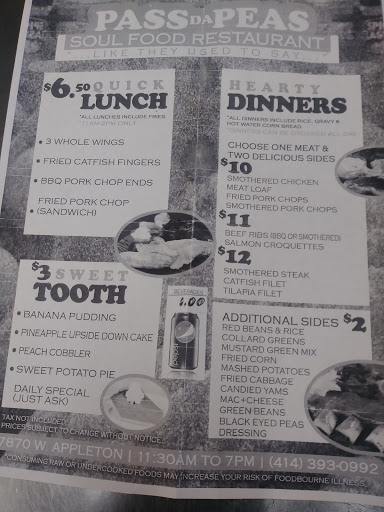 PASS DA PEAS
SOUL FOOD RESTAURANT
LIKE THEY USED TO SAY
$6.50 QUICK
LUNCH
*ALL LUNCHES INCLUDE FRIES
11AM-2PM ONLY
• 3 WHOLE WINGS
• FRIED CATFISH FINGERS
• BBQ PORK CHOP ENDS
FRIED PORK CHOP
• (SANDWICH)
$3 SWEET
TOOTH
• BANANA PUDDING
• PINEAPPLE UPSIDE DOWN CAKE
• PEACH COBBLER
• SWEET POTATO PIE
DAILY SPECIAL
(JUST ASK)
BEVERAGES
1.00
HEARTY
DINNERS
*ALL DINNERS INCLUDE RICE, GRAVY &
HOT WATER CORN BREAD
CHOOSE ONE MEAT &
TWO DELICIOUS SIDES
$10
SMOTHERED CHICKEN
MEAT LOAF
FRIED PORK CHOPS
SMOTHERED PORK CHOPS
$11
BEEF RIBS (BBQ OR SMOTHERED)
SALMON CROQUETTES
$12
SMOTHERED STEAK
CATFISH FILET
TILAPIA FILET
ADDITIONAL SIDES $2
RED BEANS & RICE
COLLARD GREENS
MUSTARD GREEN MIX
FRIED CORN
MASHED POTATOES
FRIED CABBAGE
CANDIED YAMS
MAC+CHEESE
GREEN BEANS
BLACK EYED PEAS
DRESSING
TAX NOT INCLUDED
PRICES SUBJECT TO CHANGE WITHOUT NOTICE
7870 W. APPLETON | 11:30AM TO 7PM | (414) 393-0992
*CONSUMING RAW OR UNDERCOOKED FOODS MAY INCREASE YOUR RISK OF FOODBOURNE ILLNESS.